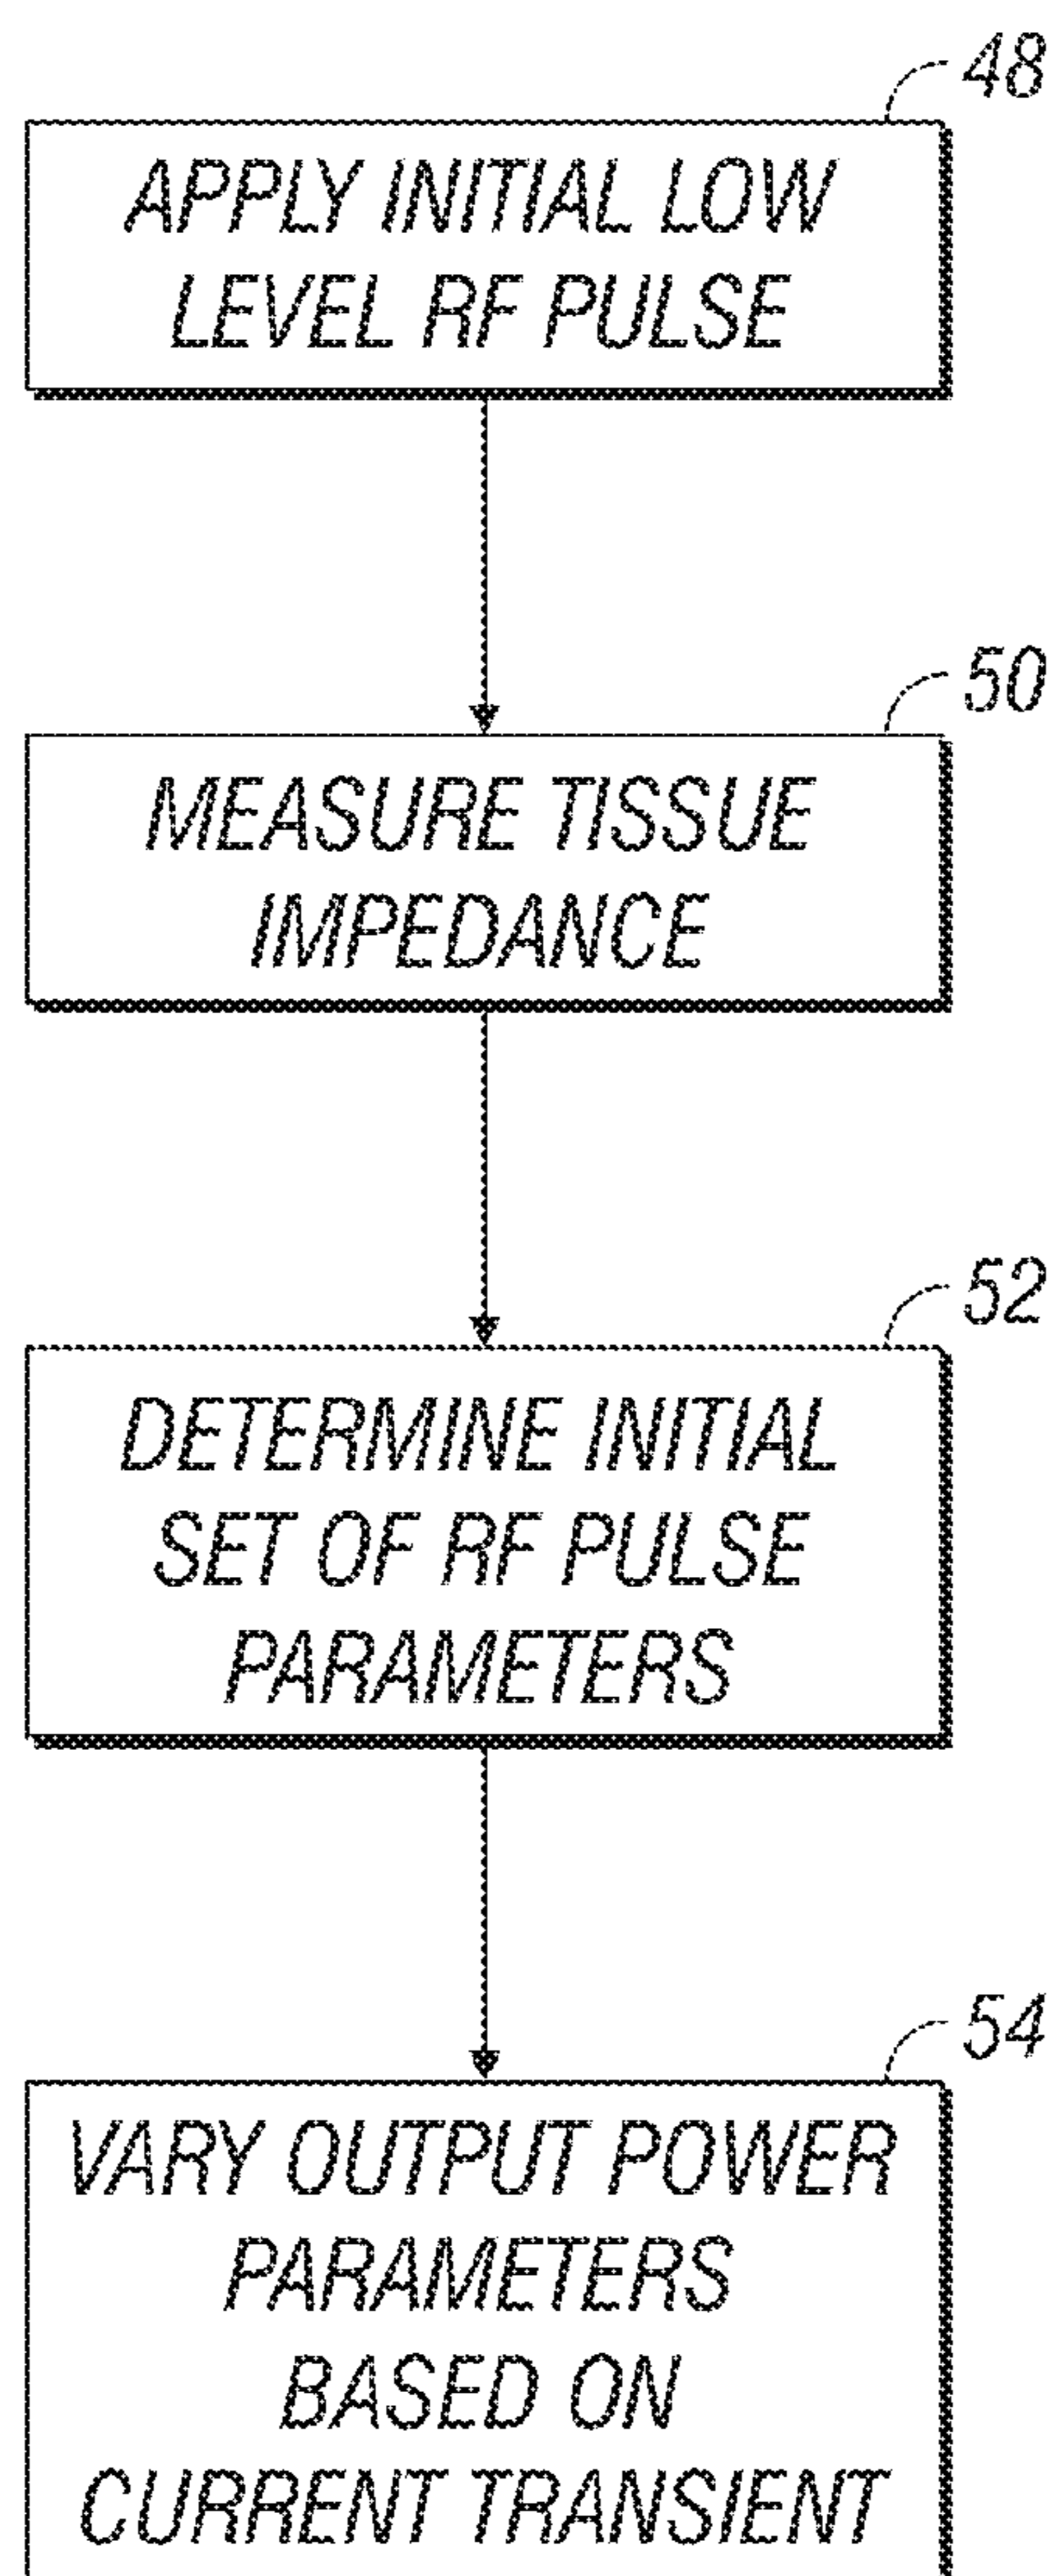 48
APPLY INITIAL LOW
LEVEL RF PULSE
50
MEASURE TISSUE
IMPEDANCE
52
DETERMINE INITIAL
SET OF RF PULSE
PARAMETERS
54
VARY OUTPUT POWER
PARAMETERS
BASED ON
CURRENT TRANSIENT